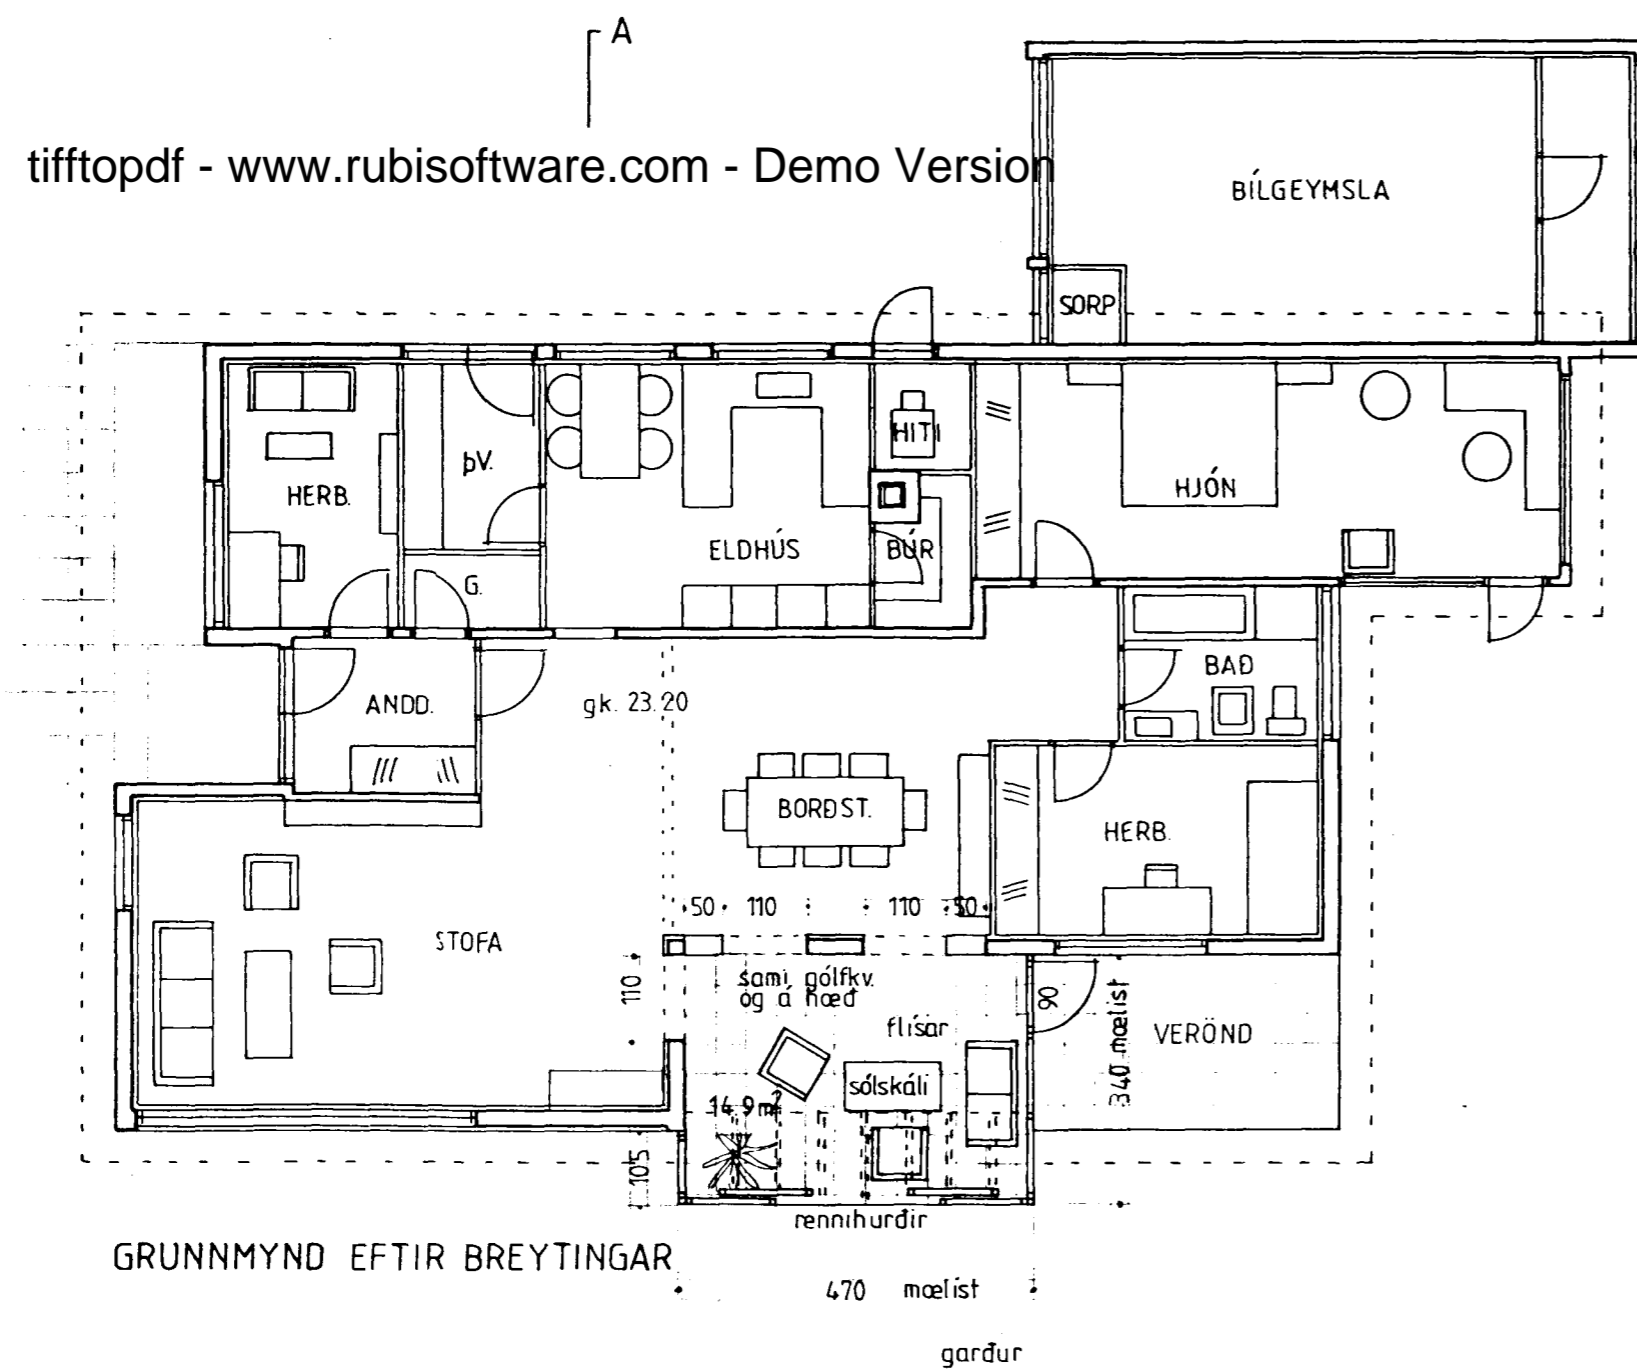 A
tifftopdf - www.rubisoftware.com - Demo Version
BÍLGEYMSLA
SORP
HERB.
ÞV.
G.
ELDHÚS
HITI
BÚR
HJÓN
ANDD.
gk. 23.20
BAÐ
BORÐST.
HERB.
STOFA
50 110 110 50
110
sami gólfkv.
og á hæð
flísar
90
340 mælist
VERÖND
sólskáli
14.9 m²
105
rennihurðir
GRUNNMYND EFTIR BREYTINGAR
470 mælist
garður